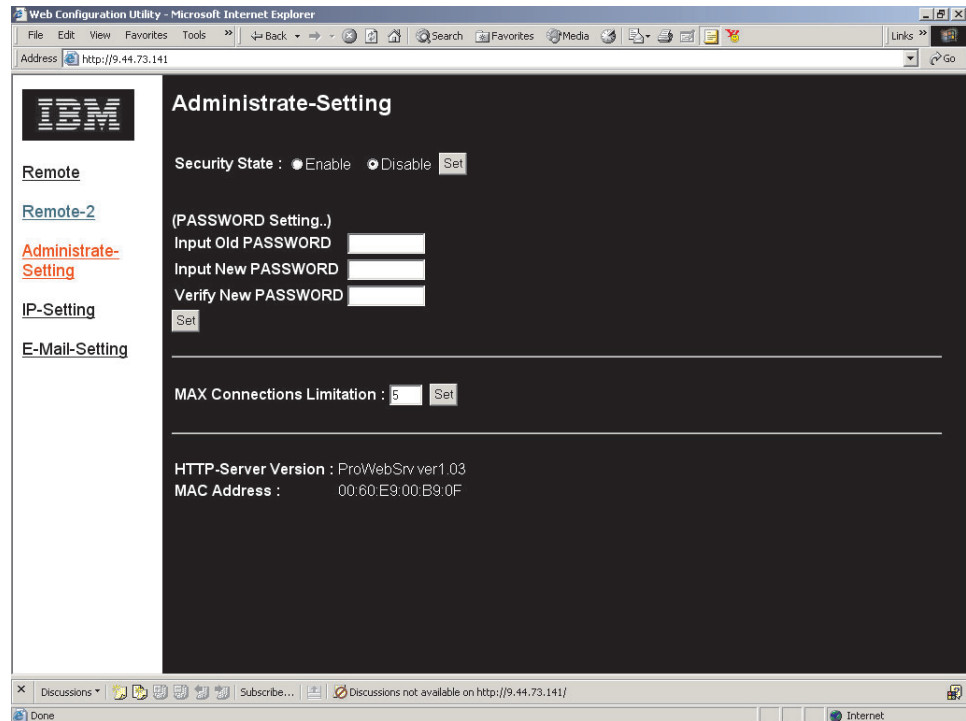 Web Configuration Utility - Microsoft Internet Explorer
File Edit View Favorites Tools » Back Search Favorites Media Links »
Address http://9.44.73.141 Go
IBM
Remote
Remote-2
Administrate-
Setting
IP-Setting
E-Mail-Setting
Administrate-Setting
Security State : Enable Disable Set
(PASSWORD Setting..)
Input Old PASSWORD
Input New PASSWORD
Verify New PASSWORD
Set
MAX Connections Limitation : 5 Set
HTTP-Server Version : ProWebSrv ver1.03
MAC Address : 00:60:E9:00:B9:0F
Discussions Subscribe... Discussions not available on http://9.44.73.141/
Done Internet